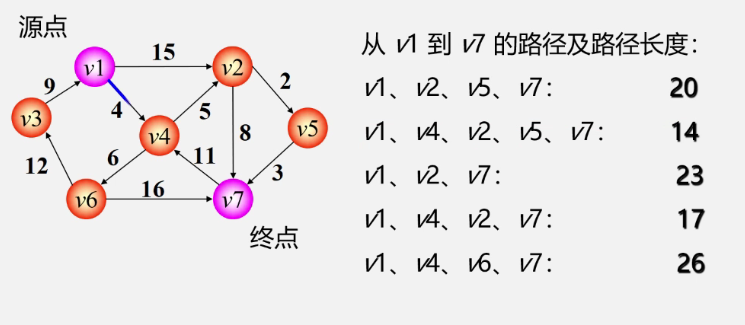 源点
从 v1 到 v7 的路径及路径长度：
v1、v2、v5、v7： 20
v1、v4、v2、v5、v7： 14
v1、v2、v7： 23
v1、v4、v2、v7： 17
v1、v4、v6、v7： 26
15
v1
v2
9
4
5
2
v3
v4
8
v5
12
6
11
3
16
v6
v7
终点